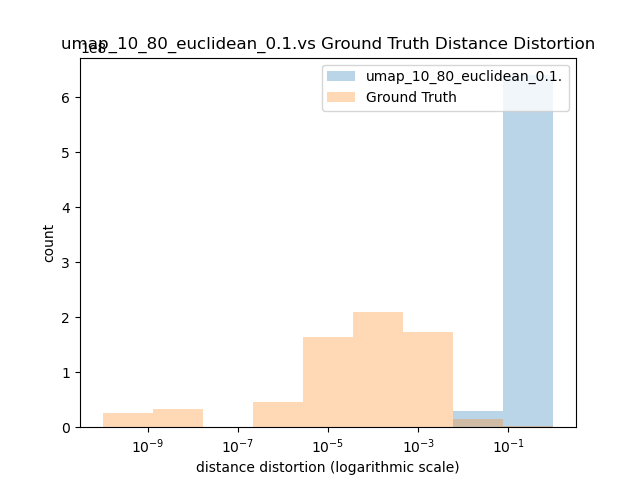 umap_10_80_euclidean_0.1.vs Ground Truth Distance Distortion
1e8
umap_10_80_euclidean_0.1.
Ground Truth
6
5
4
3
2
1
0
count
10⁻⁹ 10⁻⁷ 10⁻⁵ 10⁻³ 10⁻¹
distance distortion (logarithmic scale)